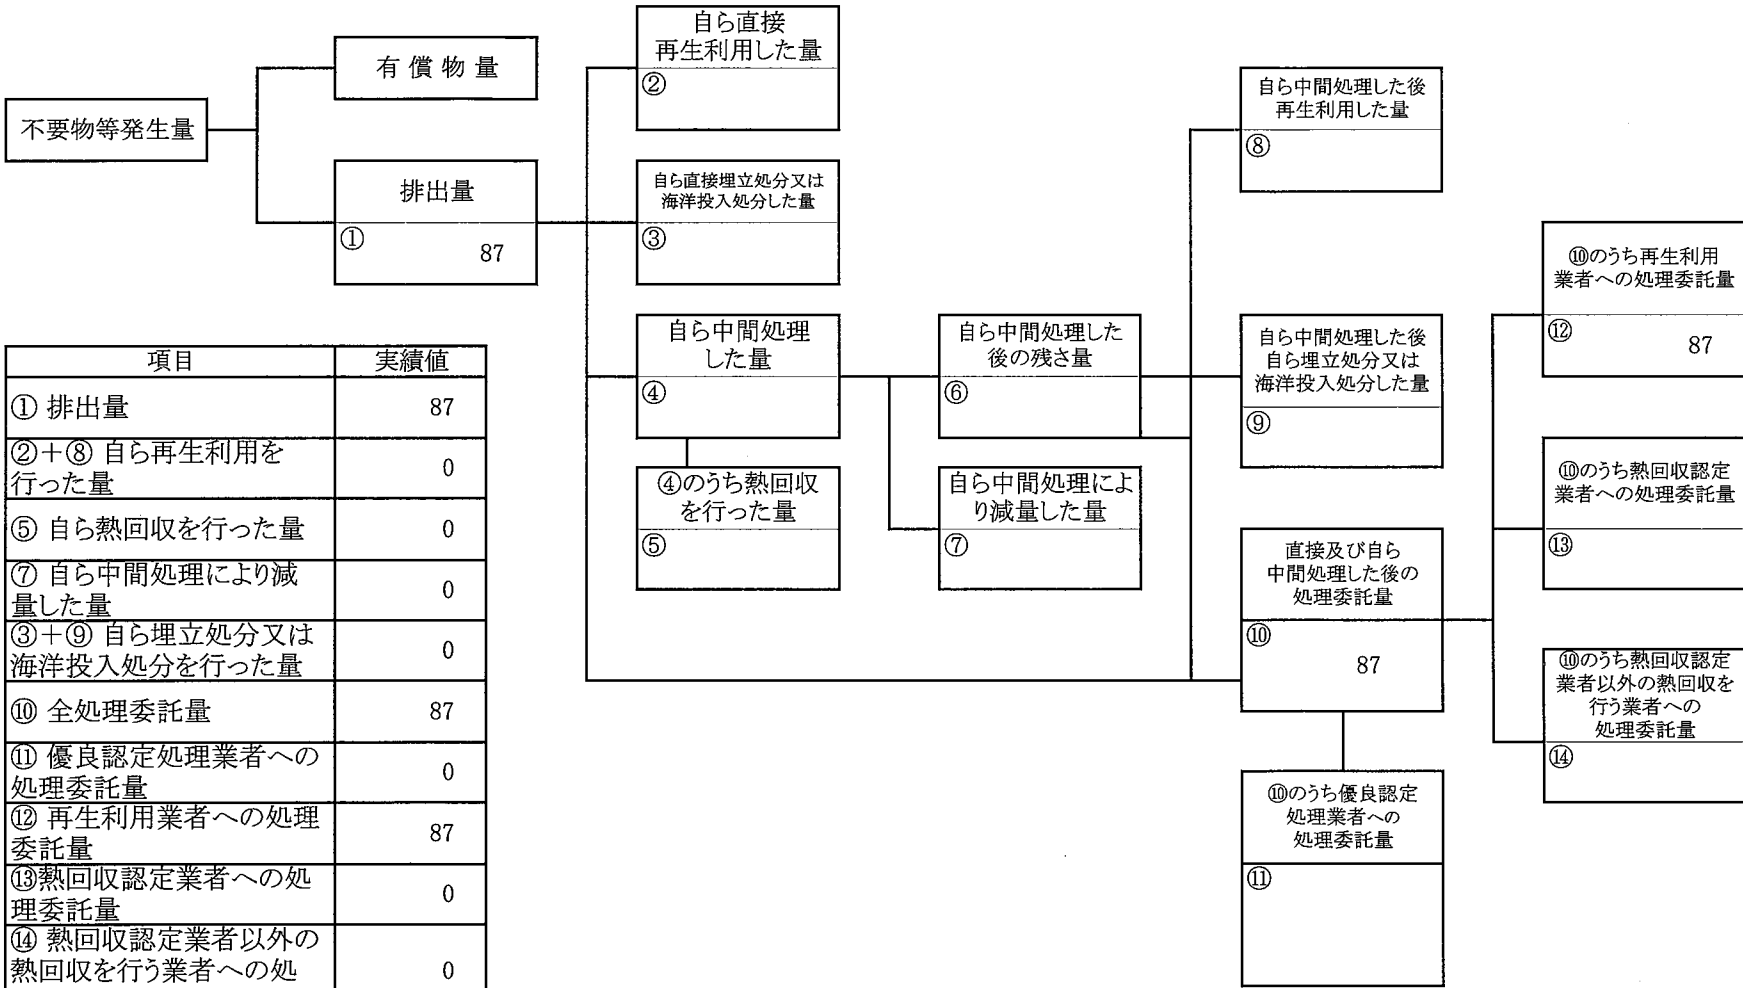 不要物等発生量
有償物量
排出量
①
87
自ら直接
再生利用した量
②
自ら直接埋立処分又は
海洋投入処分した量
③
自ら中間処理
した量
④
④のうち熱回収
を行った量
⑤
自ら中間処理した
後の残さ量
⑥
自ら中間処理によ
り減量した量
⑦
自ら中間処理した後
再生利用した量
⑧
自ら中間処理した後
自ら埋立処分又は
海洋投入処分した量
⑨
直接及び自ら
中間処理した後の
処理委託量
⑩
87
⑩のうち優良認定
処理業者への
処理委託量
⑪
⑩のうち再生利用
業者への処理委託量
⑫
87
⑩のうち熱回収認定
業者への処理委託量
⑬
⑩のうち熱回収認定
業者以外の熱回収を
行う業者への
処理委託量
⑭
項目 実績値
① 排出量 87
②＋⑧ 自ら再生利用を
行った量 0
⑤ 自ら熱回収を行った量 0
⑦ 自ら中間処理により減
量した量 0
③＋⑨ 自ら埋立処分又は
海洋投入処分を行った量 0
⑩ 全処理委託量 87
⑪ 優良認定処理業者への
処理委託量 0
⑫ 再生利用業者への処理
委託量 87
⑬熱回収認定業者への処
理委託量 0
⑭ 熱回収認定業者以外の
熱回収を行う業者への処 0